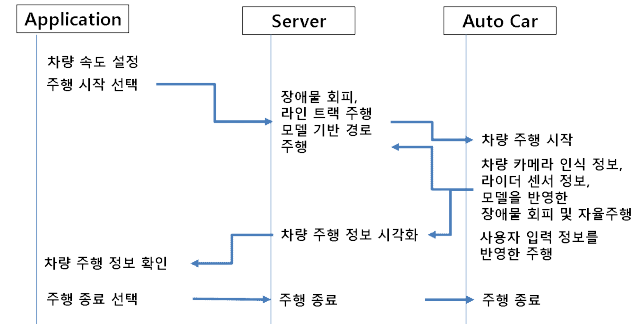 Application
Server
Auto Car
차량 속도 설정
주행 시작 선택
장애물 회피,
라인 트랙 주행
모델 기반 경로
주행
차량 주행 시작
차량 카메라 인식 정보,
라이더 센서 정보,
모델을 반영한
장애물 회피 및 자율주행
사용자 입력 정보를
반영한 주행
차량 주행 정보 시각화
차량 주행 정보 확인
주행 종료 선택
주행 종료
주행 종료